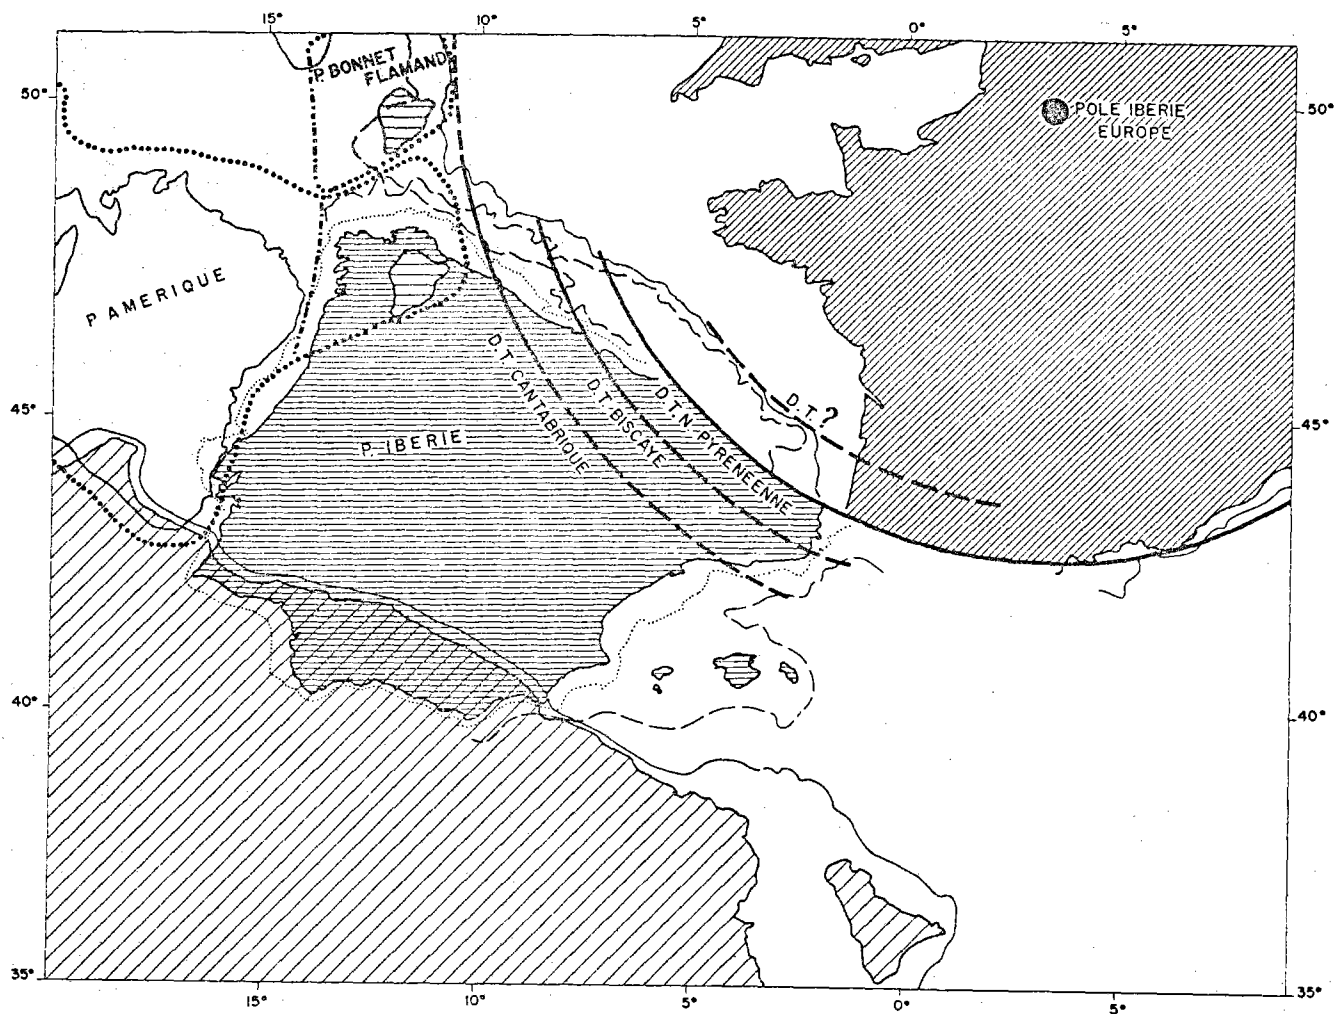 15°
10°
5°
0°
5°
50°
P. BONNET
FLAMAND
POLE IBERIE
EUROPE
50°
P AMERIQUE
D.T. CANTABRIQUE
D.T. BISCAYE
D.T. N. PYRENEENNE
D.T. ?
45°
P. IBERIE
45°
40°
40°
35°
35°
15°
10°
5°
0°
5°